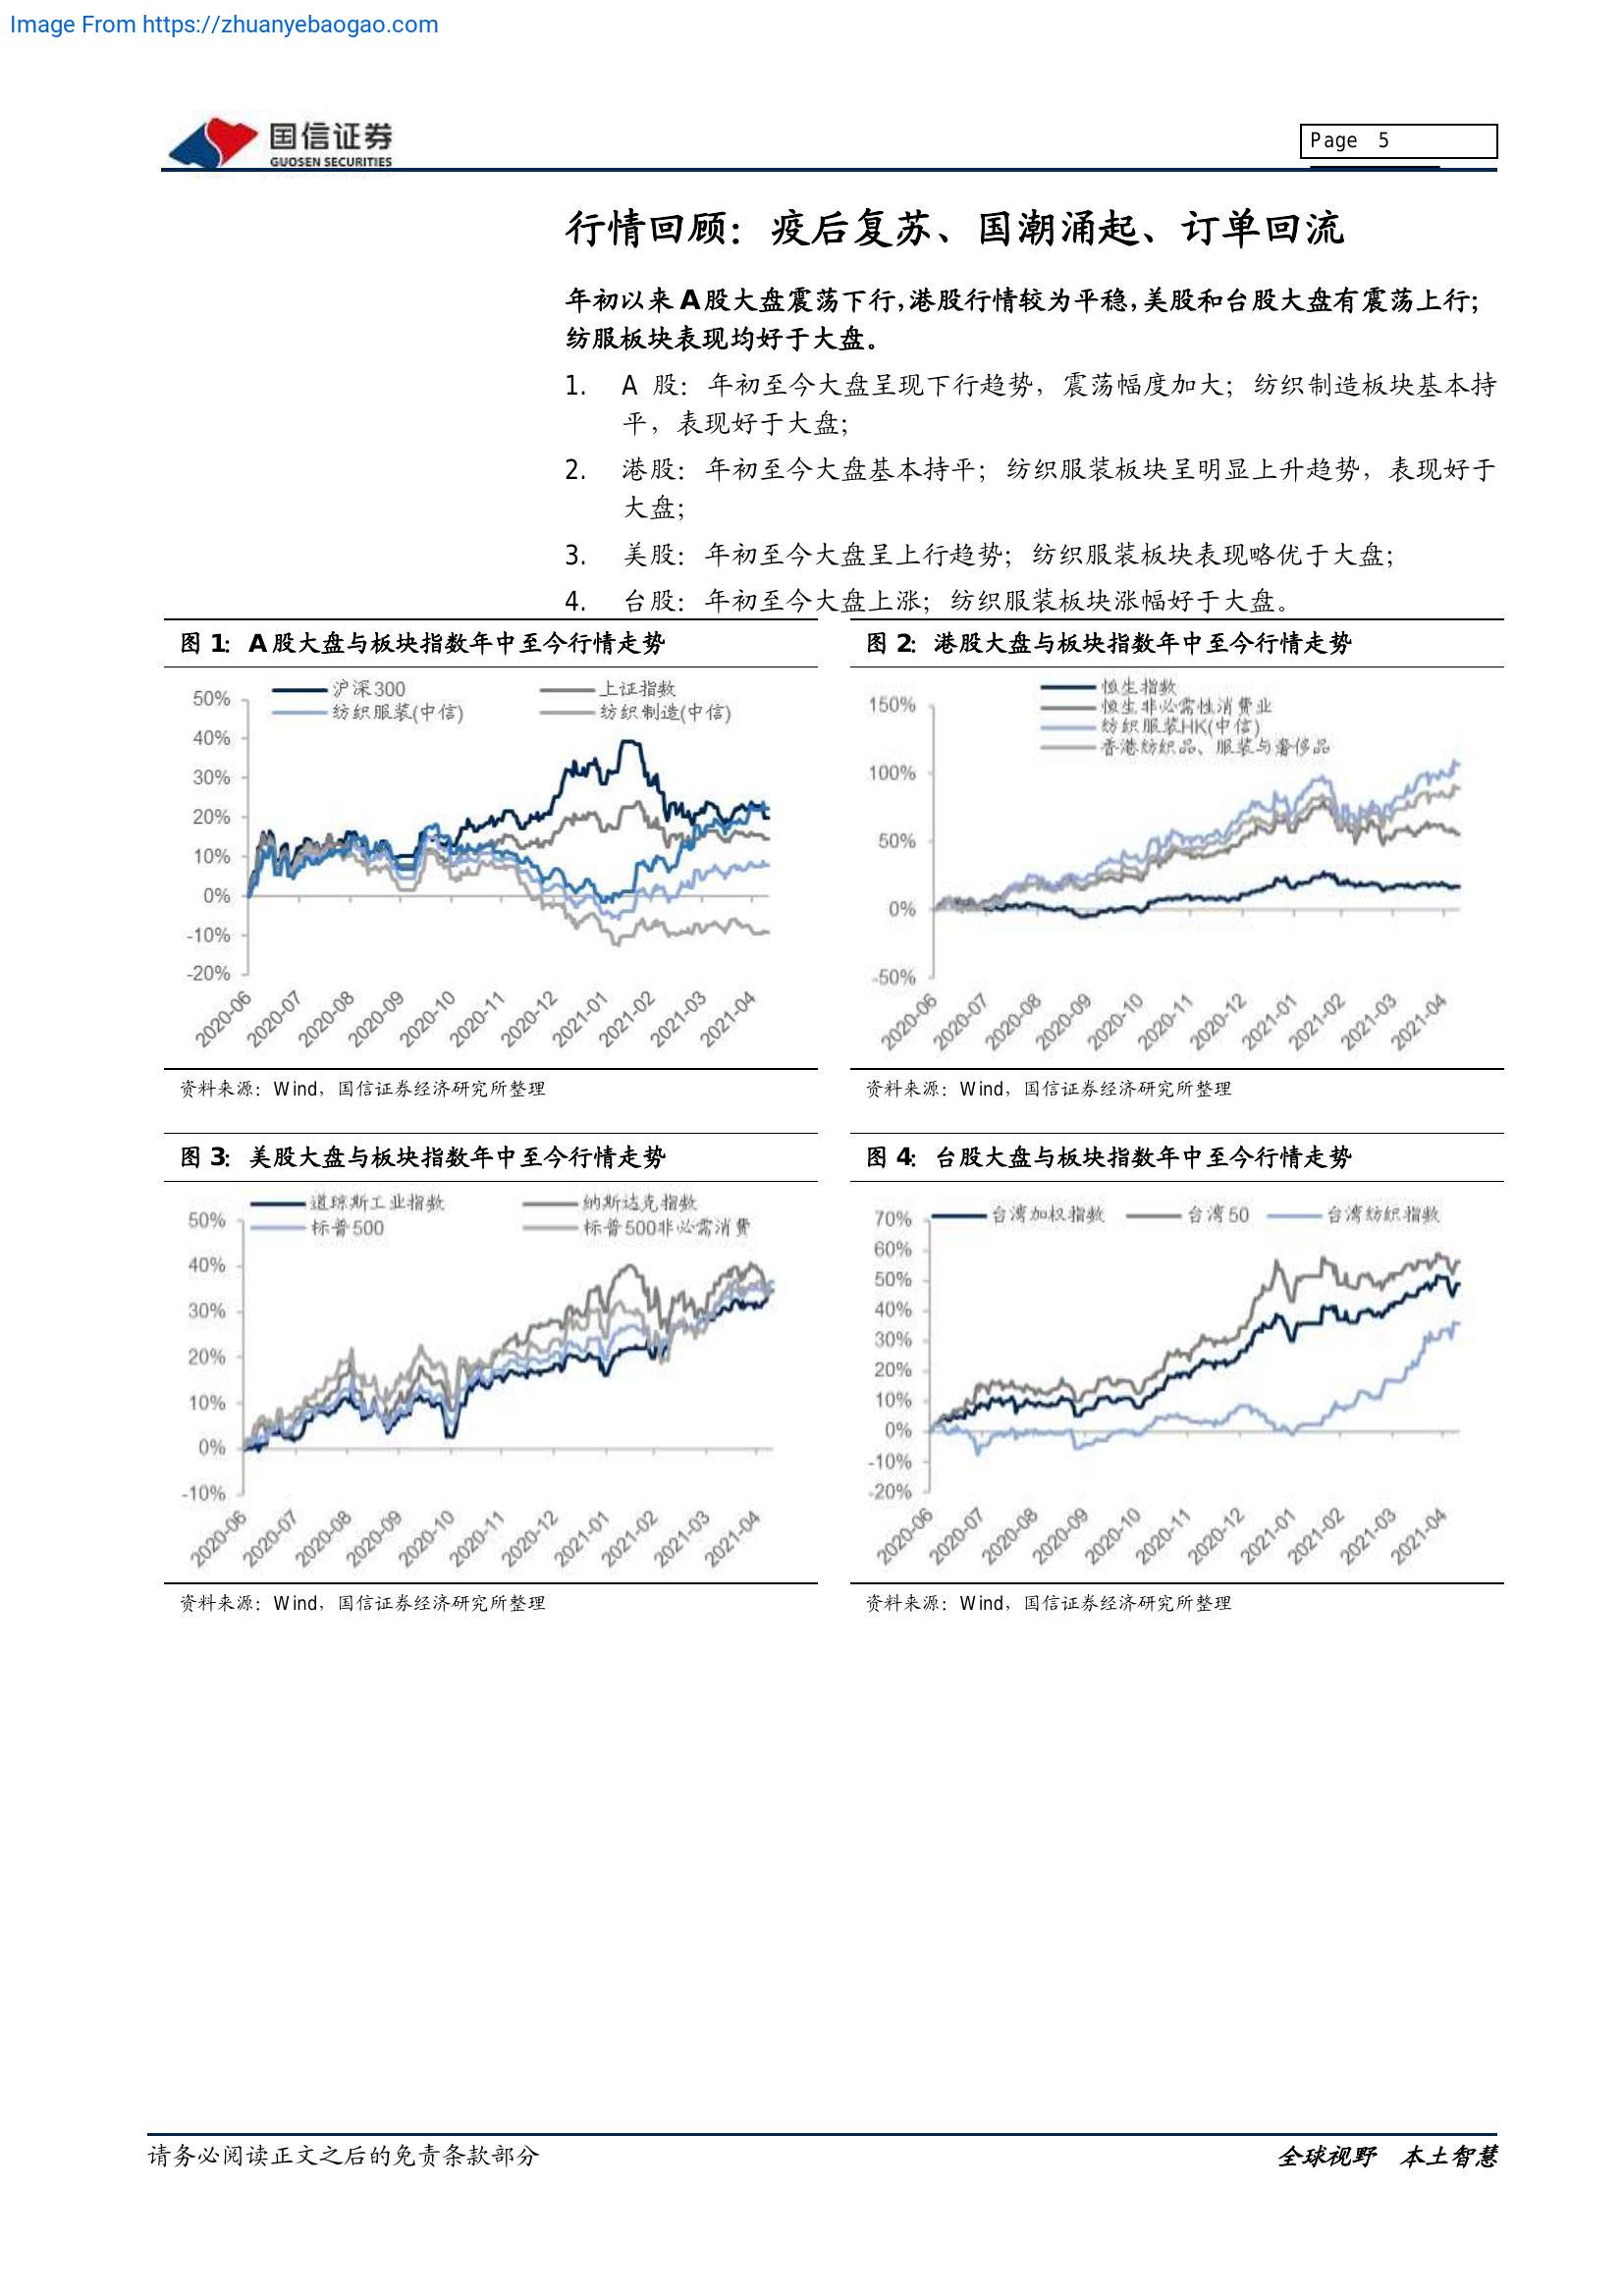 Image From https://zhuanyebaogao.com
国信证券
GUOSEN SECURITIES
Page 5
行情回顾：疫后复苏、国潮涌起、订单回流
年初以来 A 股大盘震荡下行,港股行情较为平稳,美股和台股大盘有震荡上行；
纺服板块表现均好于大盘。
1. A 股：年初至今大盘呈现下行趋势，震荡幅度加大；纺织制造板块基本持
平，表现好于大盘；
2. 港股：年初至今大盘基本持平；纺织服装板块呈明显上升趋势，表现好于
大盘；
3. 美股：年初至今大盘呈上行趋势；纺织服装板块表现略优于大盘；
4. 台股：年初至今大盘上涨；纺织服装板块涨幅好于大盘。
图 1：A 股大盘与板块指数年中至今行情走势
沪深300 上证指数
纺织服装(中信) 纺织制造(中信)
50%
40%
30%
20%
10%
0%
-10%
-20%
2020-06 2020-07 2020-08 2020-09 2020-10 2020-11 2020-12 2021-01 2021-02 2021-03 2021-04
资料来源：Wind，国信证券经济研究所整理
图 2：港股大盘与板块指数年中至今行情走势
恒生指数
恒生非必需性消费业
纺织服装HK(中信)
香港纺织品、服装与奢侈品
150%
100%
50%
0%
-50%
2020-06 2020-07 2020-08 2020-09 2020-10 2020-11 2020-12 2021-01 2021-02 2021-03 2021-04
资料来源：Wind，国信证券经济研究所整理
图 3：美股大盘与板块指数年中至今行情走势
道琼斯工业指数 纳斯达克指数
标普500 标普500非必需消费
50%
40%
30%
20%
10%
0%
-10%
2020-06 2020-07 2020-08 2020-09 2020-10 2020-11 2020-12 2021-01 2021-02 2021-03 2021-04
资料来源：Wind，国信证券经济研究所整理
图 4：台股大盘与板块指数年中至今行情走势
台湾加权指数 台湾50 台湾纺织指数
70%
60%
50%
40%
30%
20%
10%
0%
-10%
-20%
2020-06 2020-07 2020-08 2020-09 2020-10 2020-11 2020-12 2021-01 2021-02 2021-03 2021-04
资料来源：Wind，国信证券经济研究所整理
请务必阅读正文之后的免责条款部分
全球视野 本土智慧